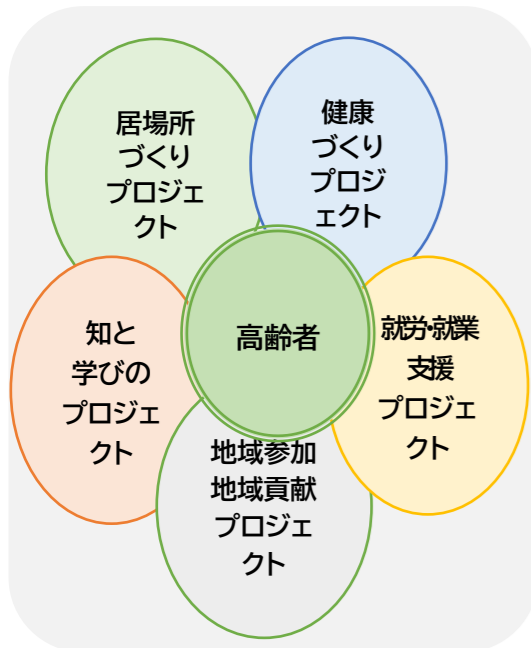 居場所
づくり
プロジェ
クト
健康
づくり
プロジ
ェクト
高齢者
知と
学びの
プロジェ
クト
就労・就業
支援
プロジェ
クト
地域参加
地域貢献
プロジェ
クト